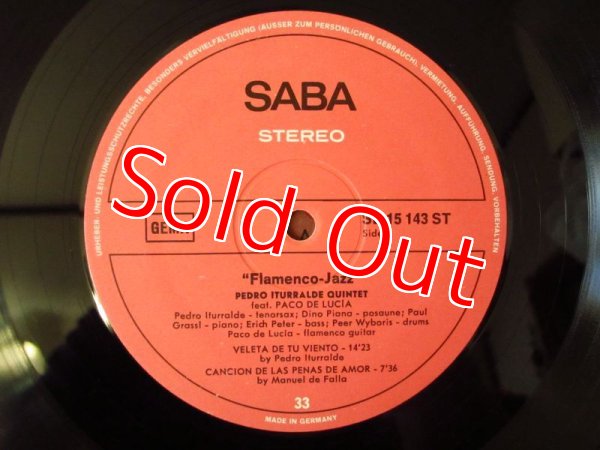 URHEBER- UND LEISTUNGSSCHUTZRECHTE, BESONDERS VERVIELFÄLTIGUNG (AUSSER ZUM PERSÖNLICHEN GEBRAUCH), VERMIETUNG, AUFFÜHRUNG, SENDUNG, VORBEHALTEN
SABA
STEREO
Sold Out
15 143 ST
Side
A
"Flamenco-Jazz
PEDRO ITURRALDE QUINTET
feat. PACO DE LUCIA
Pedro Iturralde - tenorsax; Dino Piana - posaune; Paul
Grassl - piano; Erich Peter - bass; Peer Wyboris - drums
Paco de Lucia - flamenco guitar
VELETA DE TU VIENTO - 14'23
by Pedro Iturralde
CANCION DE LAS PENAS DE AMOR - 7'36
by Manuel de Falla
33
MADE IN GERMANY